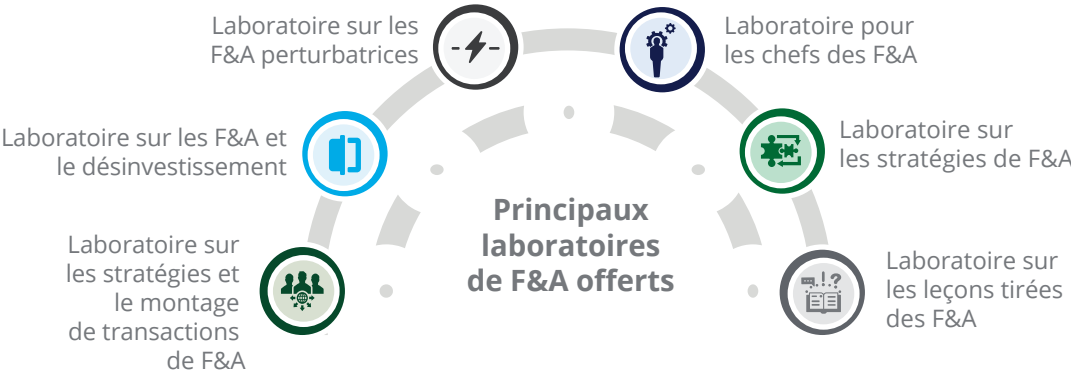 Laboratoire sur les
F&A perturbatrices
Laboratoire pour
les chefs des F&A
Laboratoire sur les F&A et
le désinvestissement
Laboratoire sur
les stratégies de F&A
Principaux
laboratoires
de F&A offerts
Laboratoire sur
les stratégies et
le montage
de transactions
de F&A
Laboratoire sur
les leçons tirées
des F&A